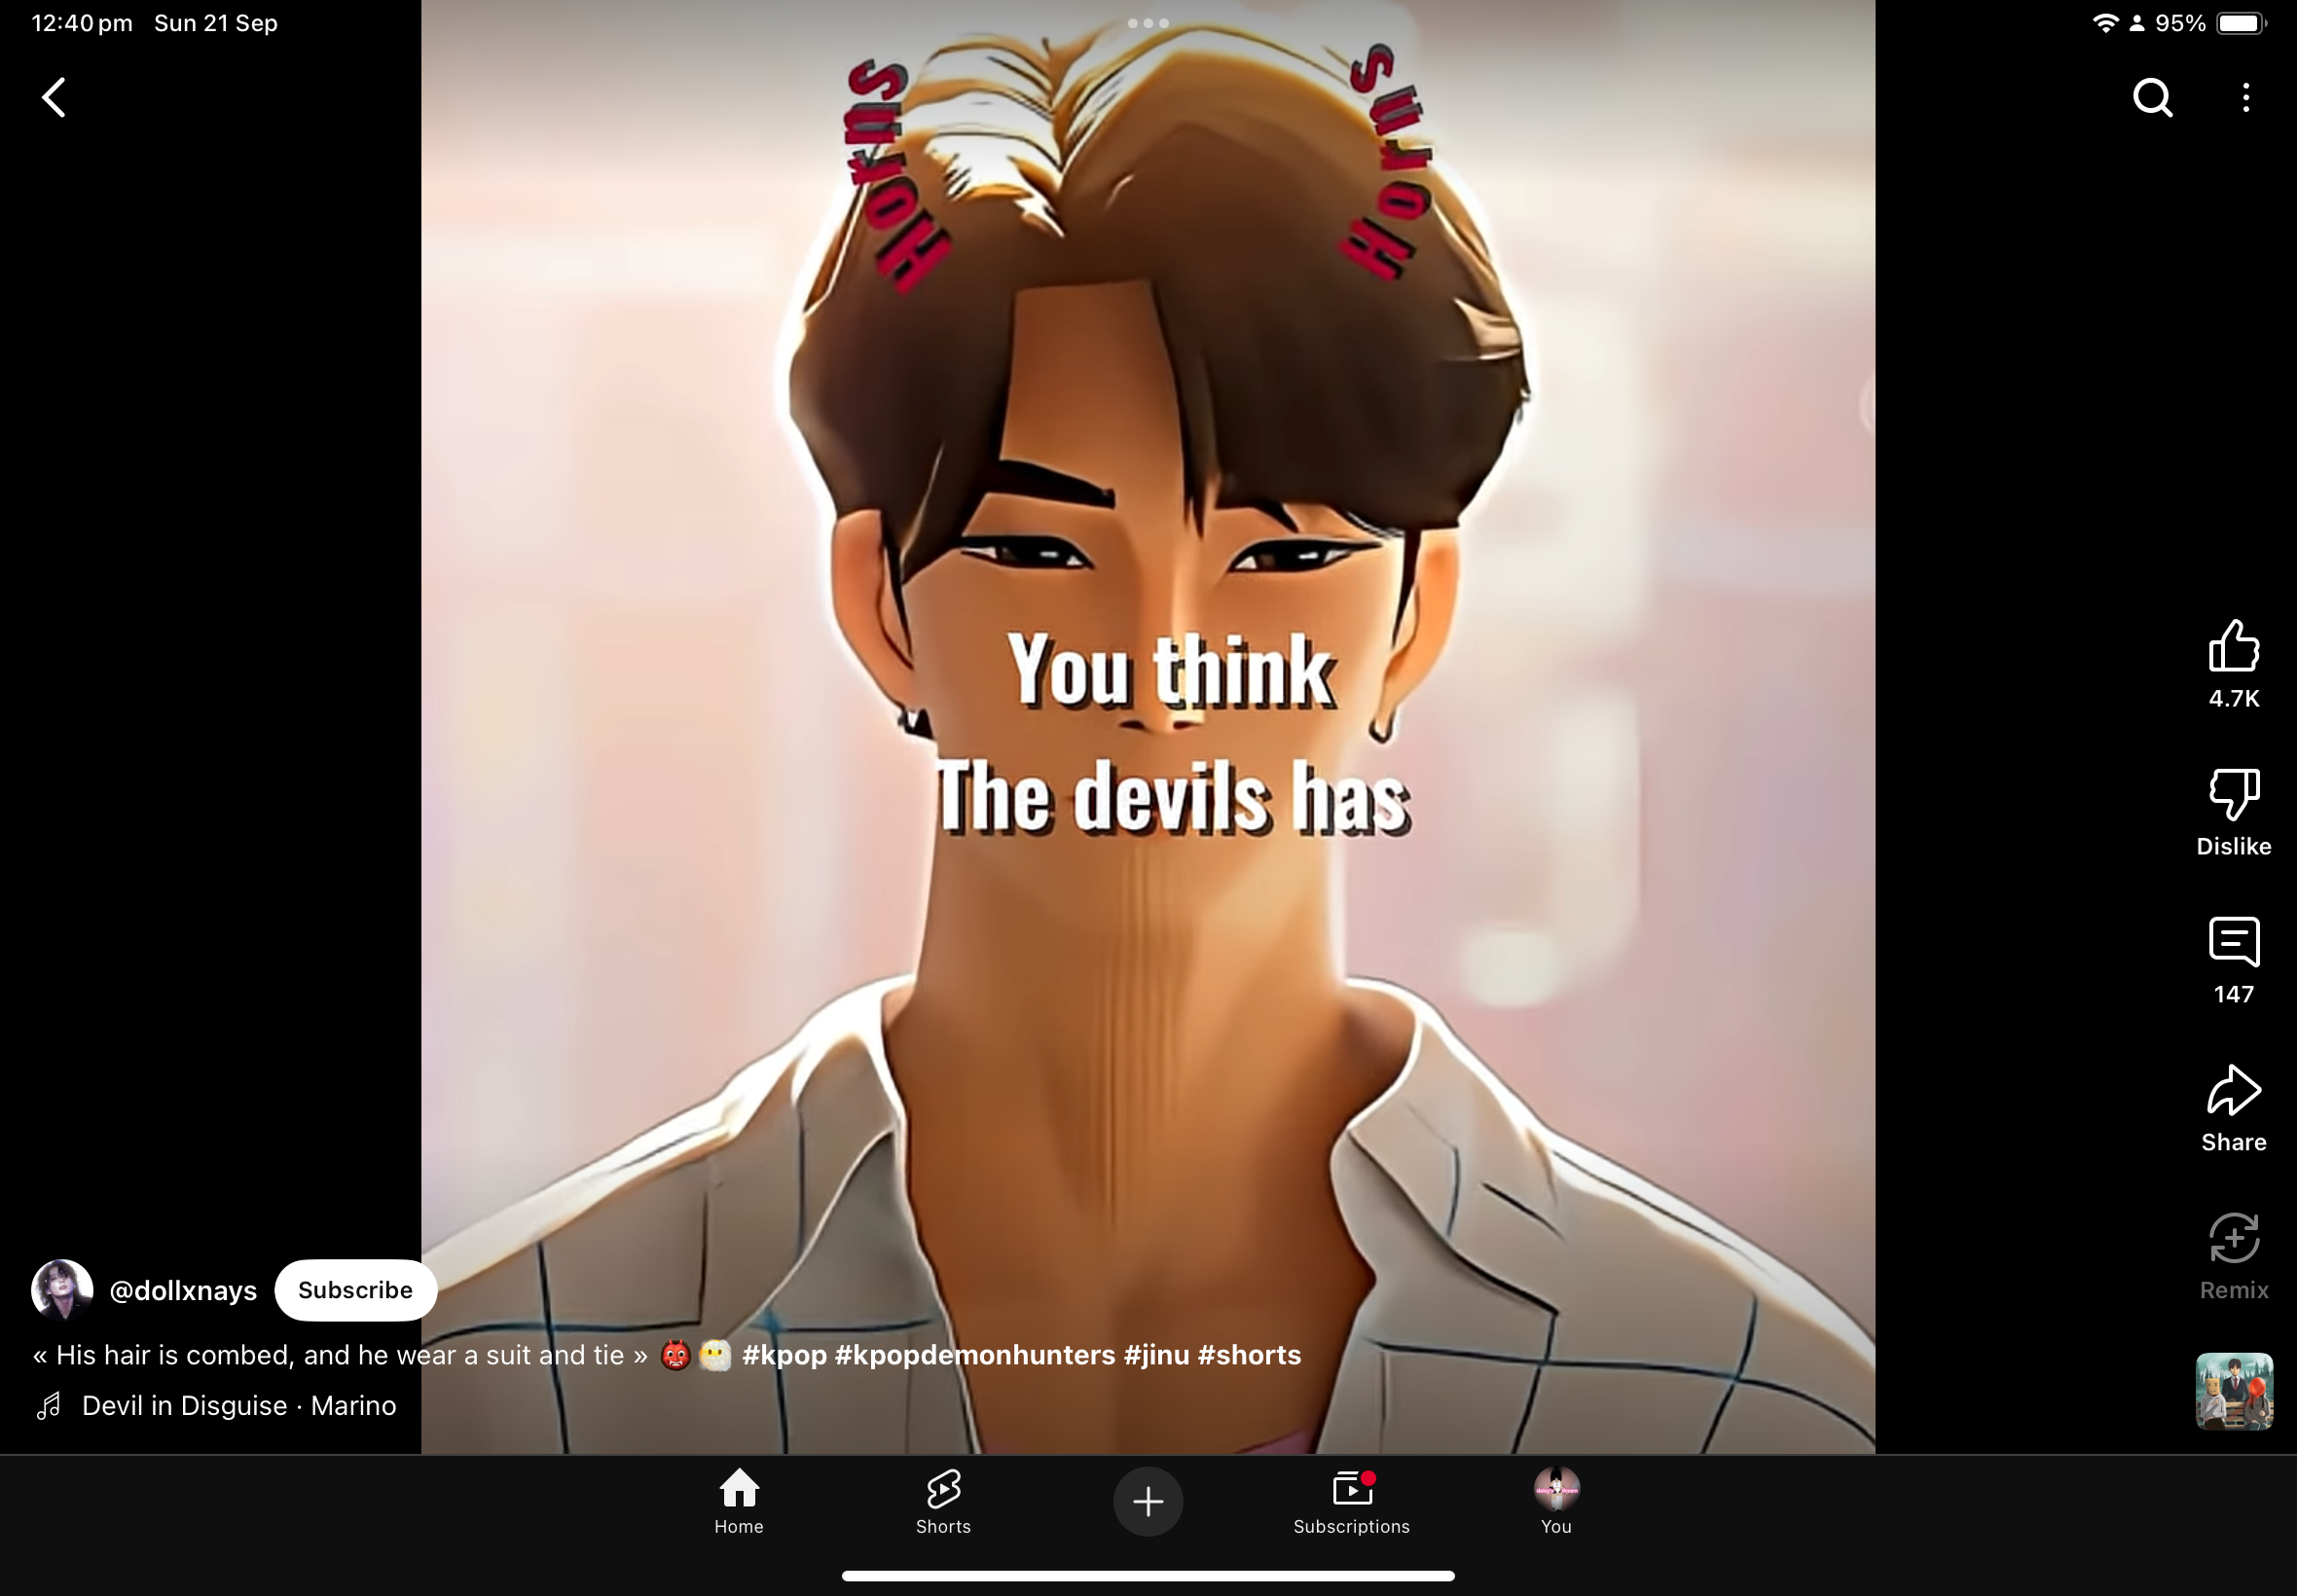 12:40 pm Sun 21 Sep
95%
Horns
Horns
You think
The devils has
4.7K
Dislike
147
Share
Remix
@dollxnays
Subscribe
« His hair is combed, and he wear a suit and tie » 👹😶‍🌫️ #kpop #kpopdemonhunters #jinu #shorts
Devil in Disguise · Marino
Home
Shorts
Subscriptions
You